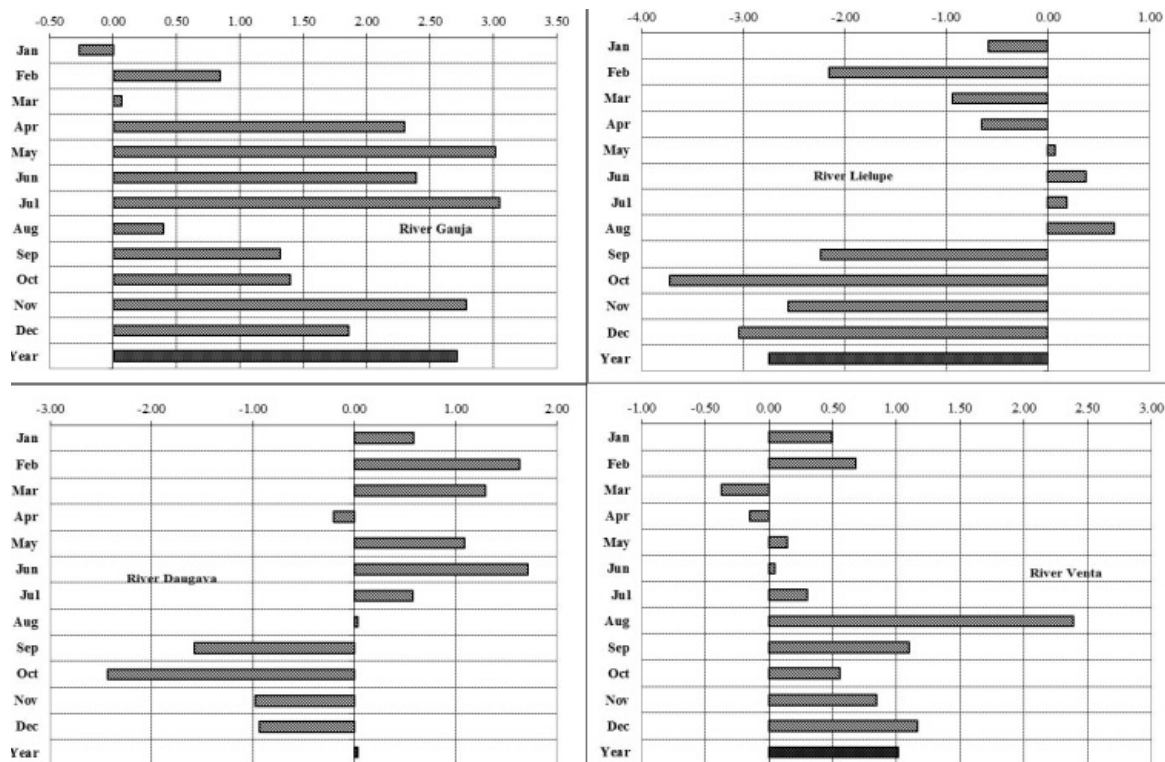 -0.50 0.00 0.50 1.00 1.50 2.00 2.50 3.00 3.50
Jan
Feb
Mar
Apr
May
Jun
Jul
Aug
River Gauja
Sep
Oct
Nov
Dec
Year
-4.00 -3.00 -2.00 -1.00 0.00 1.00
Jan
Feb
Mar
Apr
May
Jun
River Lielupe
Jul
Aug
Sep
Oct
Nov
Dec
Year
-3.00 -2.00 -1.00 0.00 1.00 2.00
Jan
Feb
Mar
Apr
May
Jun
River Daugava
Jul
Aug
Sep
Oct
Nov
Dec
Year
-1.00 -0.50 0.00 0.50 1.00 1.50 2.00 2.50 3.00
Jan
Feb
Mar
Apr
May
Jun
River Venta
Jul
Aug
Sep
Oct
Nov
Dec
Year